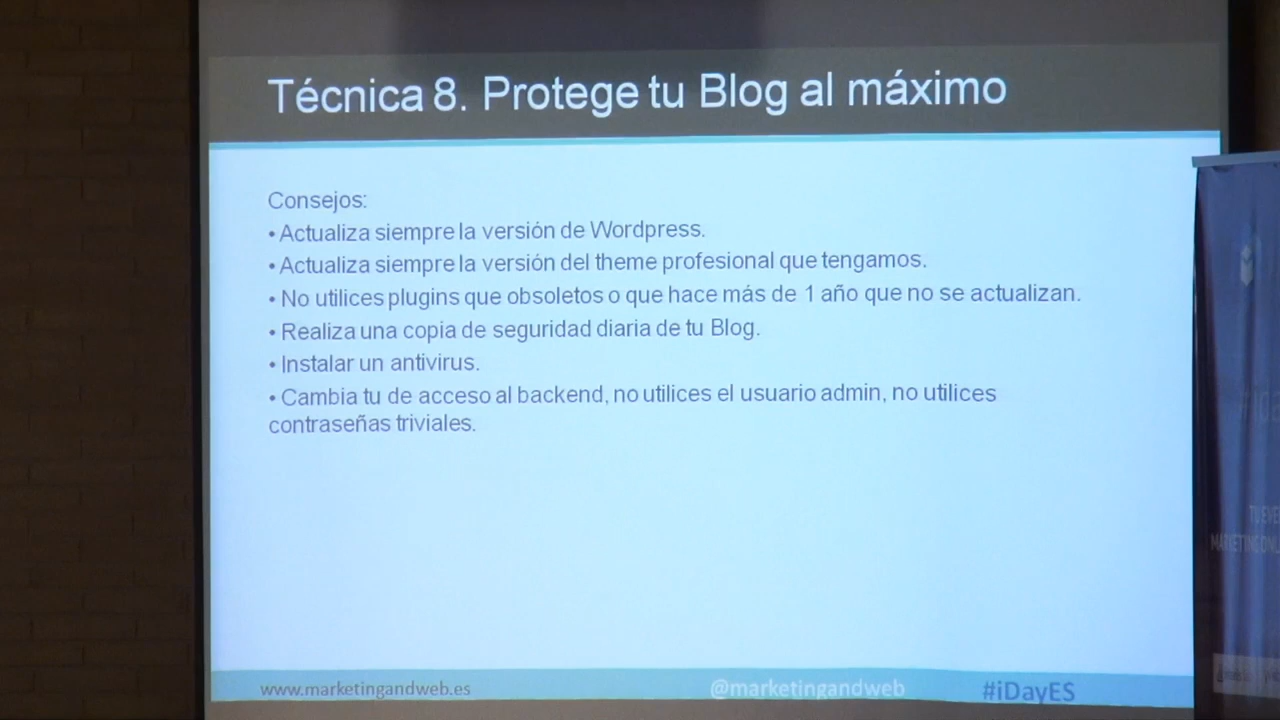 Técnica 8. Protege tu Blog al máximo
Consejos:
• Actualiza siempre la versión de Wordpress.
• Actualiza siempre la versión del theme profesional que tengamos.
• No utilices plugins que obsoletos o que hace más de 1 año que no se actualizan.
• Realiza una copia de seguridad diaria de tu Blog.
• Instalar un antivirus.
• Cambia tu de acceso al backend, no utilices el usuario admin, no utilices
contraseñas triviales.
www.marketingandweb.es
@marketingandweb
#iDayES